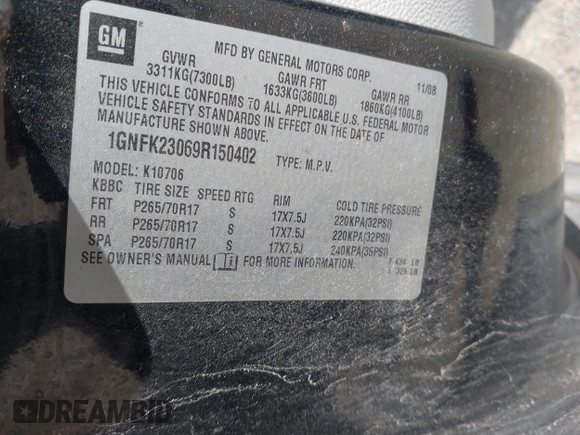 GM
MFD BY GENERAL MOTORS CORP. 11/08
GVWR GAWR FRT GAWR RR
3311KG(7300LB) 1633KG(3600LB) 1860KG(4100LB)
THIS VEHICLE CONFORMS TO ALL APPLICABLE U.S. FEDERAL MOTOR
VEHICLE SAFETY STANDARDS IN EFFECT ON THE DATE OF
MANUFACTURE SHOWN ABOVE.
1GNFK23069R150402 TYPE: M.P.V.
MODEL: K10706
KBBC TIRE SIZE SPEED RTG RIM COLD TIRE PRESSURE
FRT P265/70R17 S 17X7.5J 220KPA(32PSI)
RR P265/70R17 S 17X7.5J 220KPA(32PSI)
SPA P265/70R17 S 17X7.5J 240KPA(35PSI)
SEE OWNER'S MANUAL FOR MORE INFORMATION.
DREAMBID